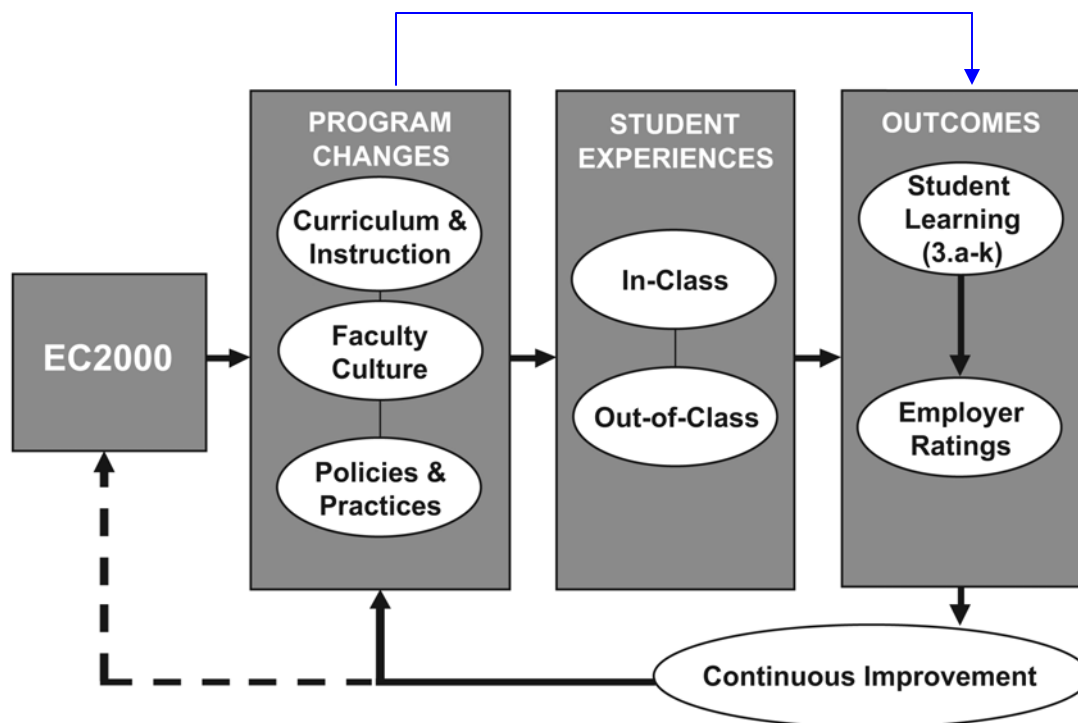 EC2000
PROGRAM
CHANGES
Curriculum &
Instruction
Faculty
Culture
Policies &
Practices
STUDENT
EXPERIENCES
In-Class
Out-of-Class
OUTCOMES
Student
Learning
(3.a-k)
Employer
Ratings
Continuous Improvement